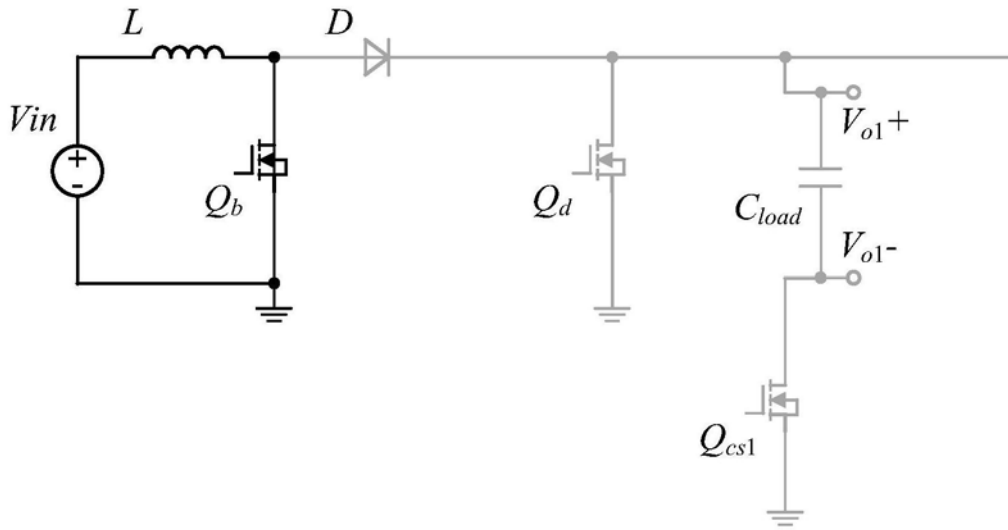 L
D
Vin
+
-
Qb
Qd
Vo1+
Cload
Vo1-
Qcs1